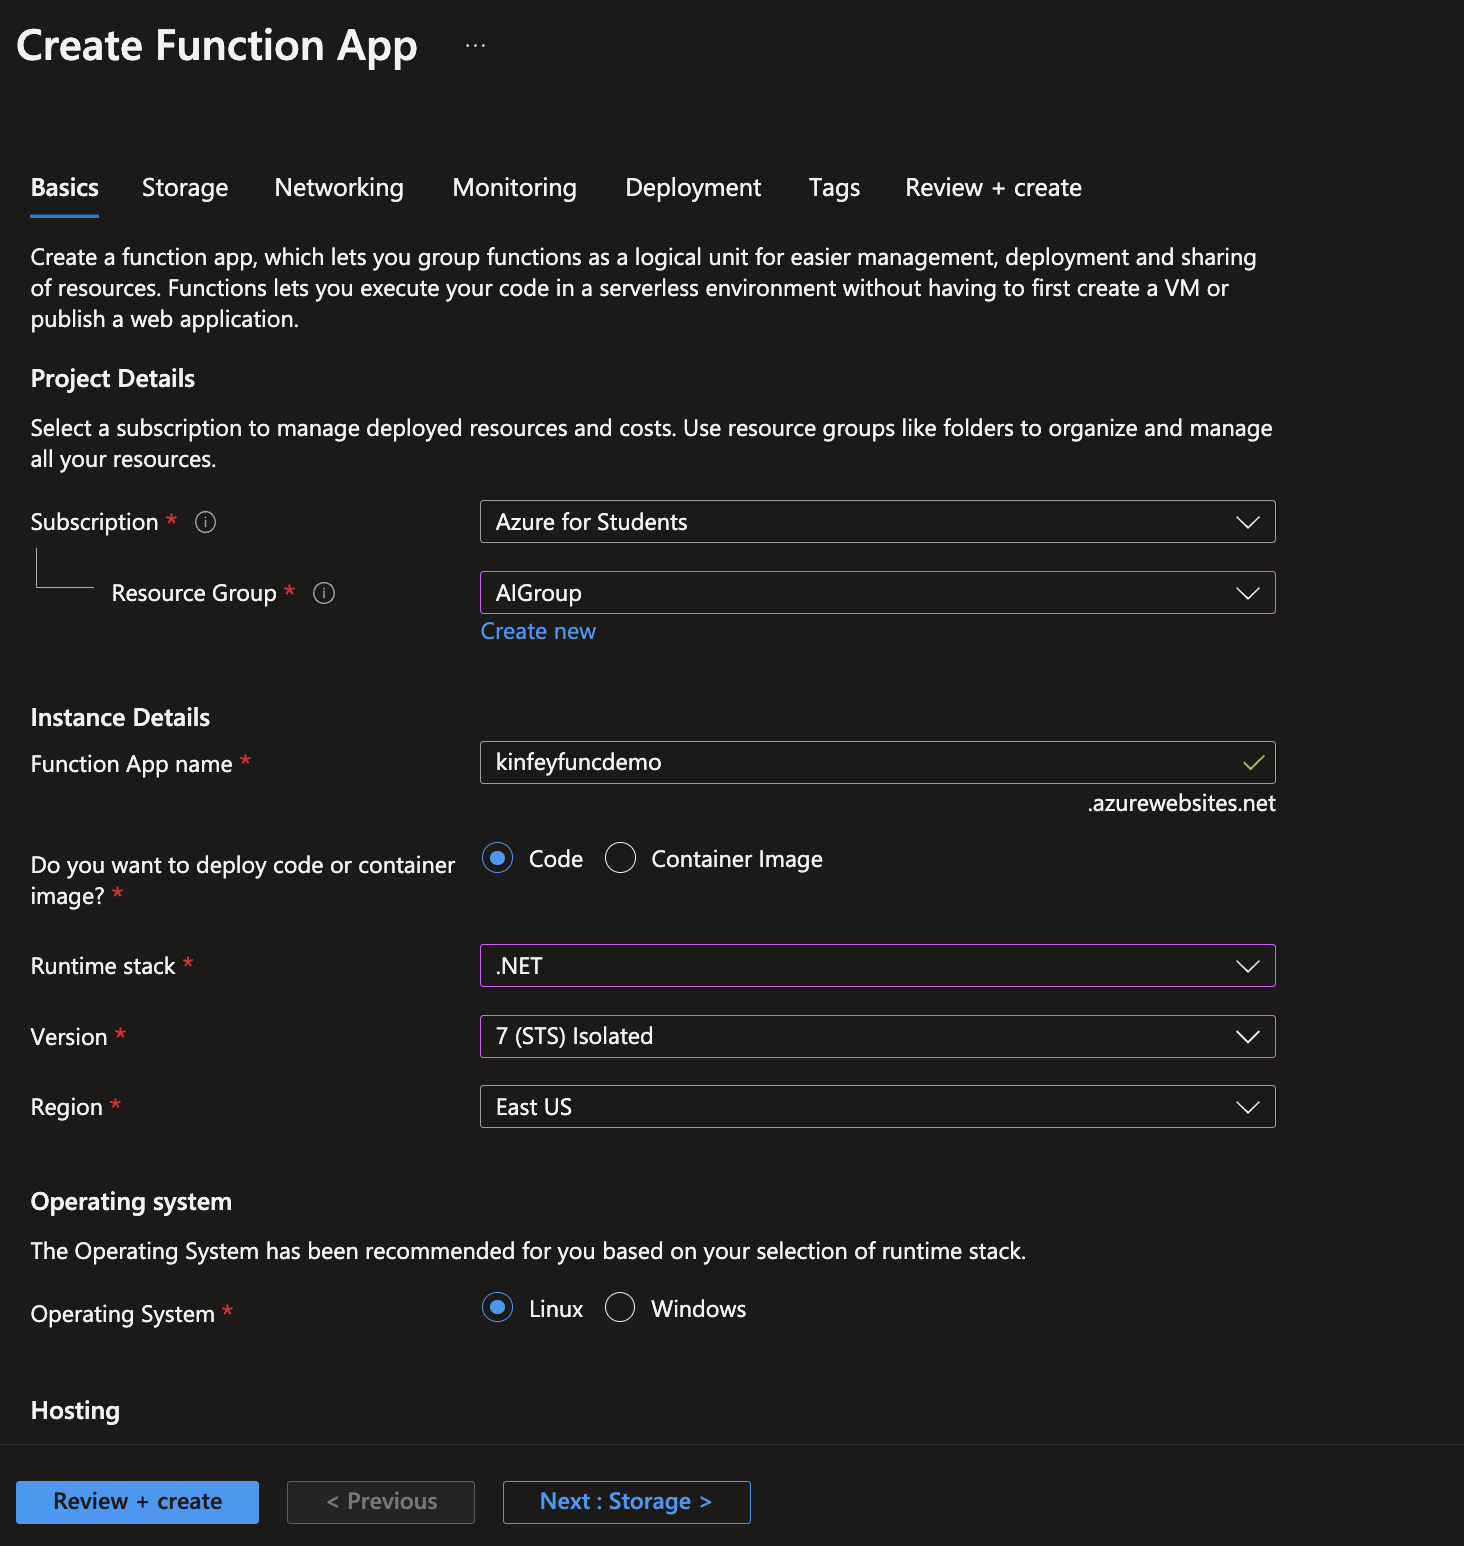 Create Function App ...
Basics Storage Networking Monitoring Deployment Tags Review + create
Create a function app, which lets you group functions as a logical unit for easier management, deployment and sharing
of resources. Functions lets you execute your code in a serverless environment without having to first create a VM or
publish a web application.
Project Details
Select a subscription to manage deployed resources and costs. Use resource groups like folders to organize and manage
all your resources.
Subscription * Azure for Students
Resource Group * AIGroup
Create new
Instance Details
Function App name * kinfeyfuncdemo
.azurewebsites.net
Do you want to deploy code or container
image? *
Code Container Image
Runtime stack * .NET
Version * 7 (STS) Isolated
Region * East US
Operating system
The Operating System has been recommended for you based on your selection of runtime stack.
Operating System * Linux Windows
Hosting
Review + create < Previous Next : Storage >